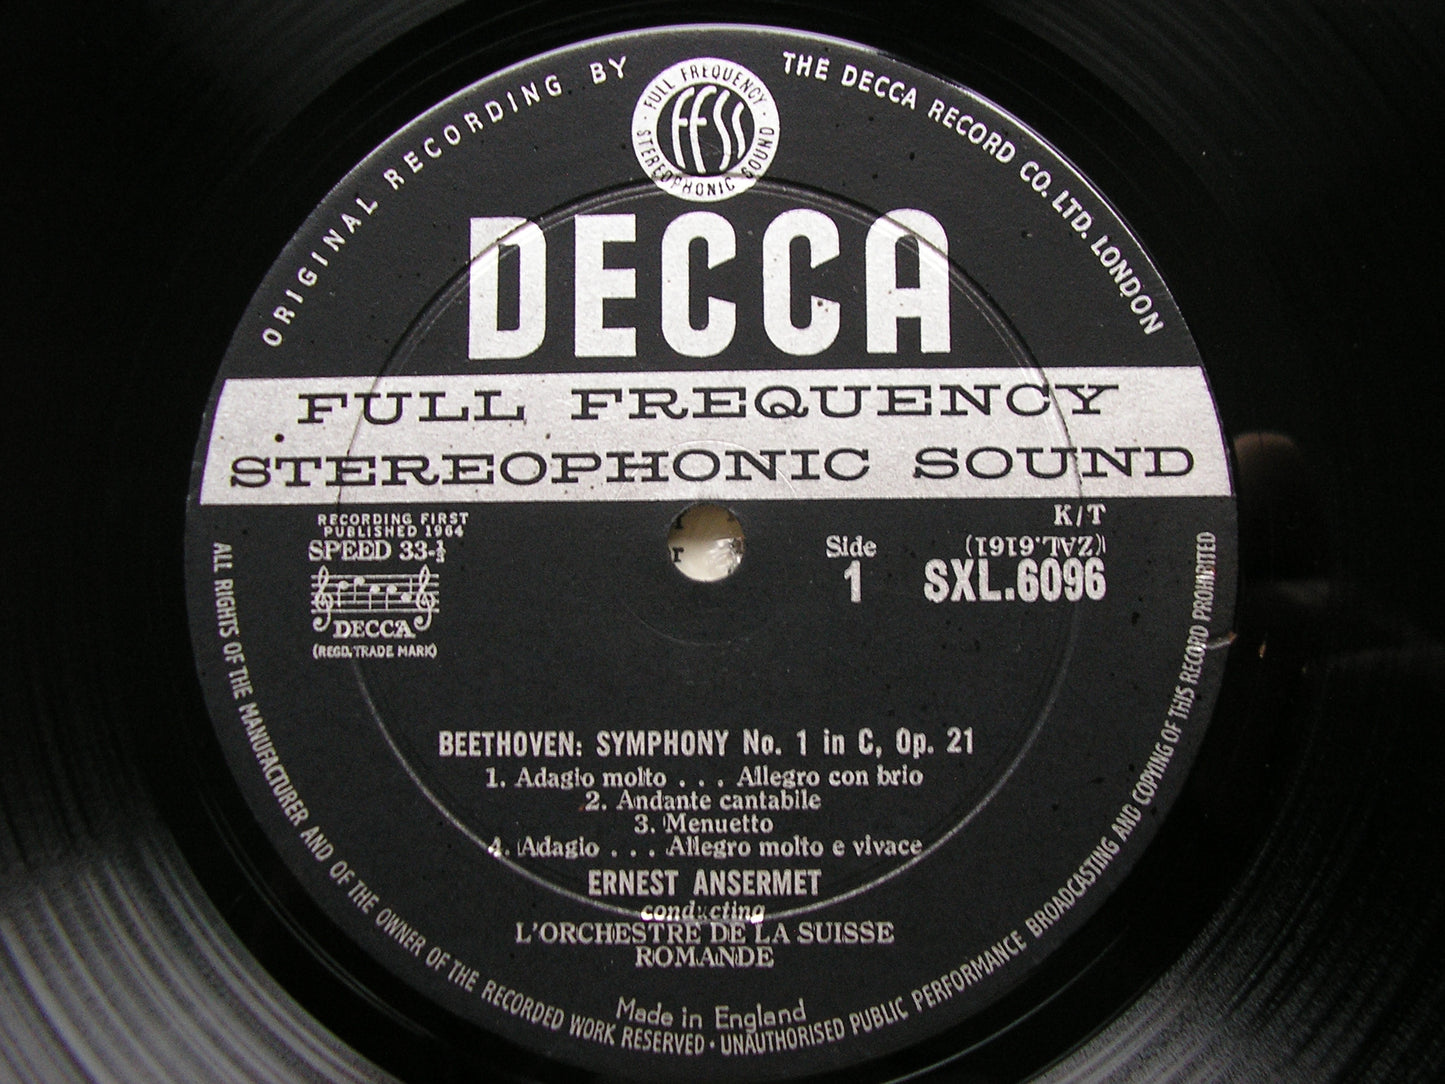 ORIGINAL RECORDING BY
THE DECCA RECORD CO. LTD. LONDON
FULL FREQUENCY
FFSS
STEREOPHONIC SOUND
DECCA
FULL FREQUENCY
STEREOPHONIC SOUND
RECORDING FIRST
PUBLISHED 1964
SPEED 33-⅓
DECCA
(REGD. TRADE MARK)
Side
1
K/T
(ZAL.6161)
SXL.6096
BEETHOVEN: SYMPHONY No. 1 in C, Op. 21
1. Adagio molto . . . Allegro con brio
2. Andante cantabile
3. Menuetto
4. Adagio . . . Allegro molto e vivace
ERNEST ANSERMET
conducting
L'ORCHESTRE DE LA SUISSE
ROMANDE
Made in England
ALL RIGHTS OF THE MANUFACTURER AND OF THE OWNER OF THE RECORDED WORK RESERVED · UNAUTHORISED PUBLIC PERFORMANCE BROADCASTING AND COPYING OF THIS RECORD PROHIBITED
r
r